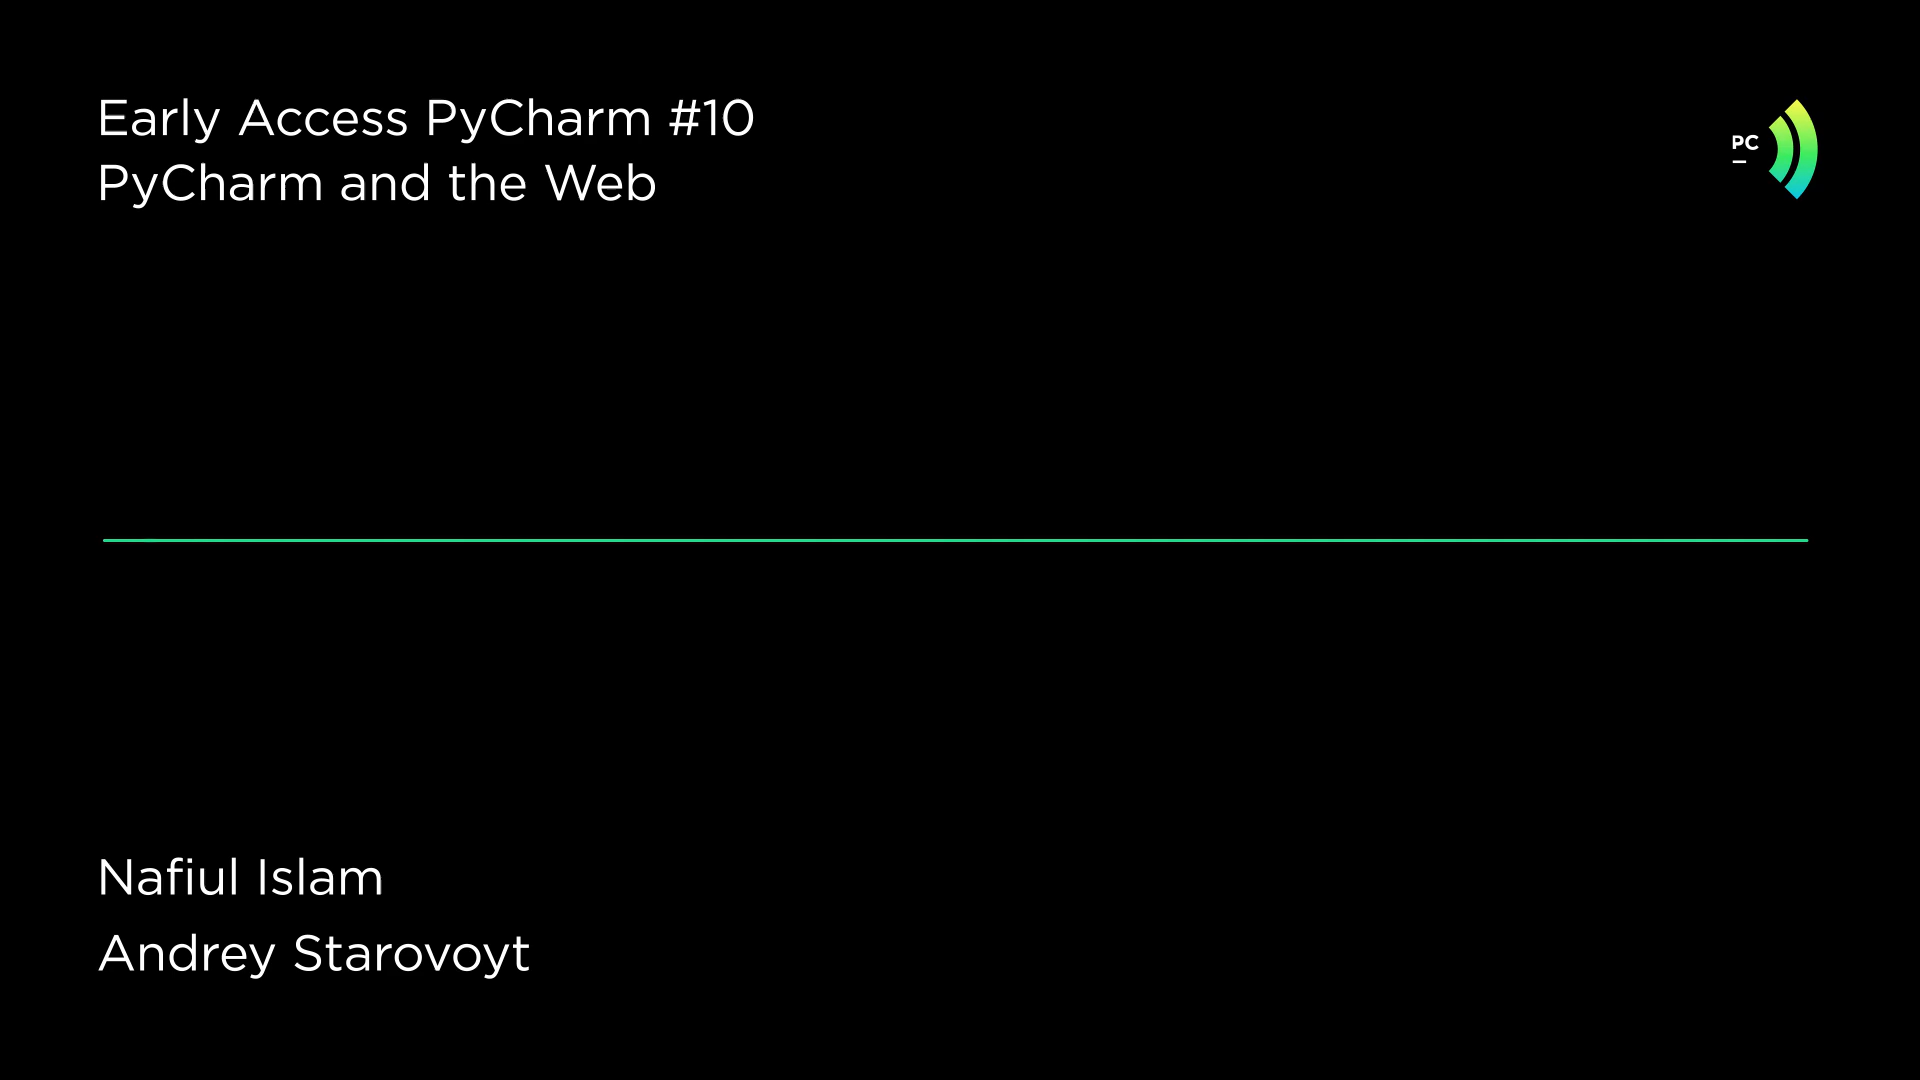 Early Access PyCharm #10
PyCharm and the Web
PC
Nafiul Islam
Andrey Starovoyt